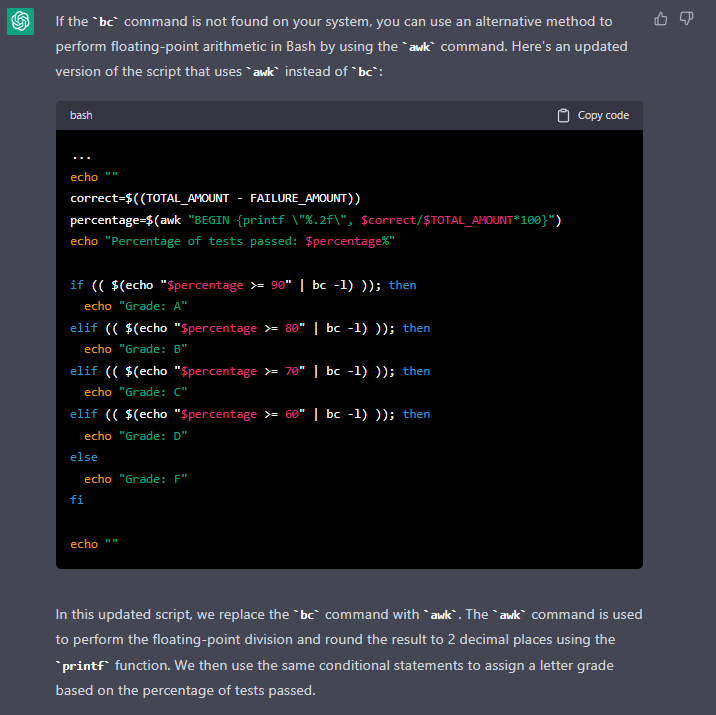 If the `bc` command is not found on your system, you can use an alternative method to
perform floating-point arithmetic in Bash by using the `awk` command. Here's an updated
version of the script that uses `awk` instead of `bc`:
bash
Copy code
...
echo ""
correct=$((TOTAL_AMOUNT - FAILURE_AMOUNT))
percentage=$(awk "BEGIN {printf \"%.2f\", $correct/$TOTAL_AMOUNT*100}")
echo "Percentage of tests passed: $percentage%"

if (( $(echo "$percentage >= 90" | bc -l) )); then
  echo "Grade: A"
elif (( $(echo "$percentage >= 80" | bc -l) )); then
  echo "Grade: B"
elif (( $(echo "$percentage >= 70" | bc -l) )); then
  echo "Grade: C"
elif (( $(echo "$percentage >= 60" | bc -l) )); then
  echo "Grade: D"
else
  echo "Grade: F"
fi

echo ""
In this updated script, we replace the `bc` command with `awk`. The `awk` command is used
to perform the floating-point division and round the result to 2 decimal places using the
`printf` function. We then use the same conditional statements to assign a letter grade
based on the percentage of tests passed.